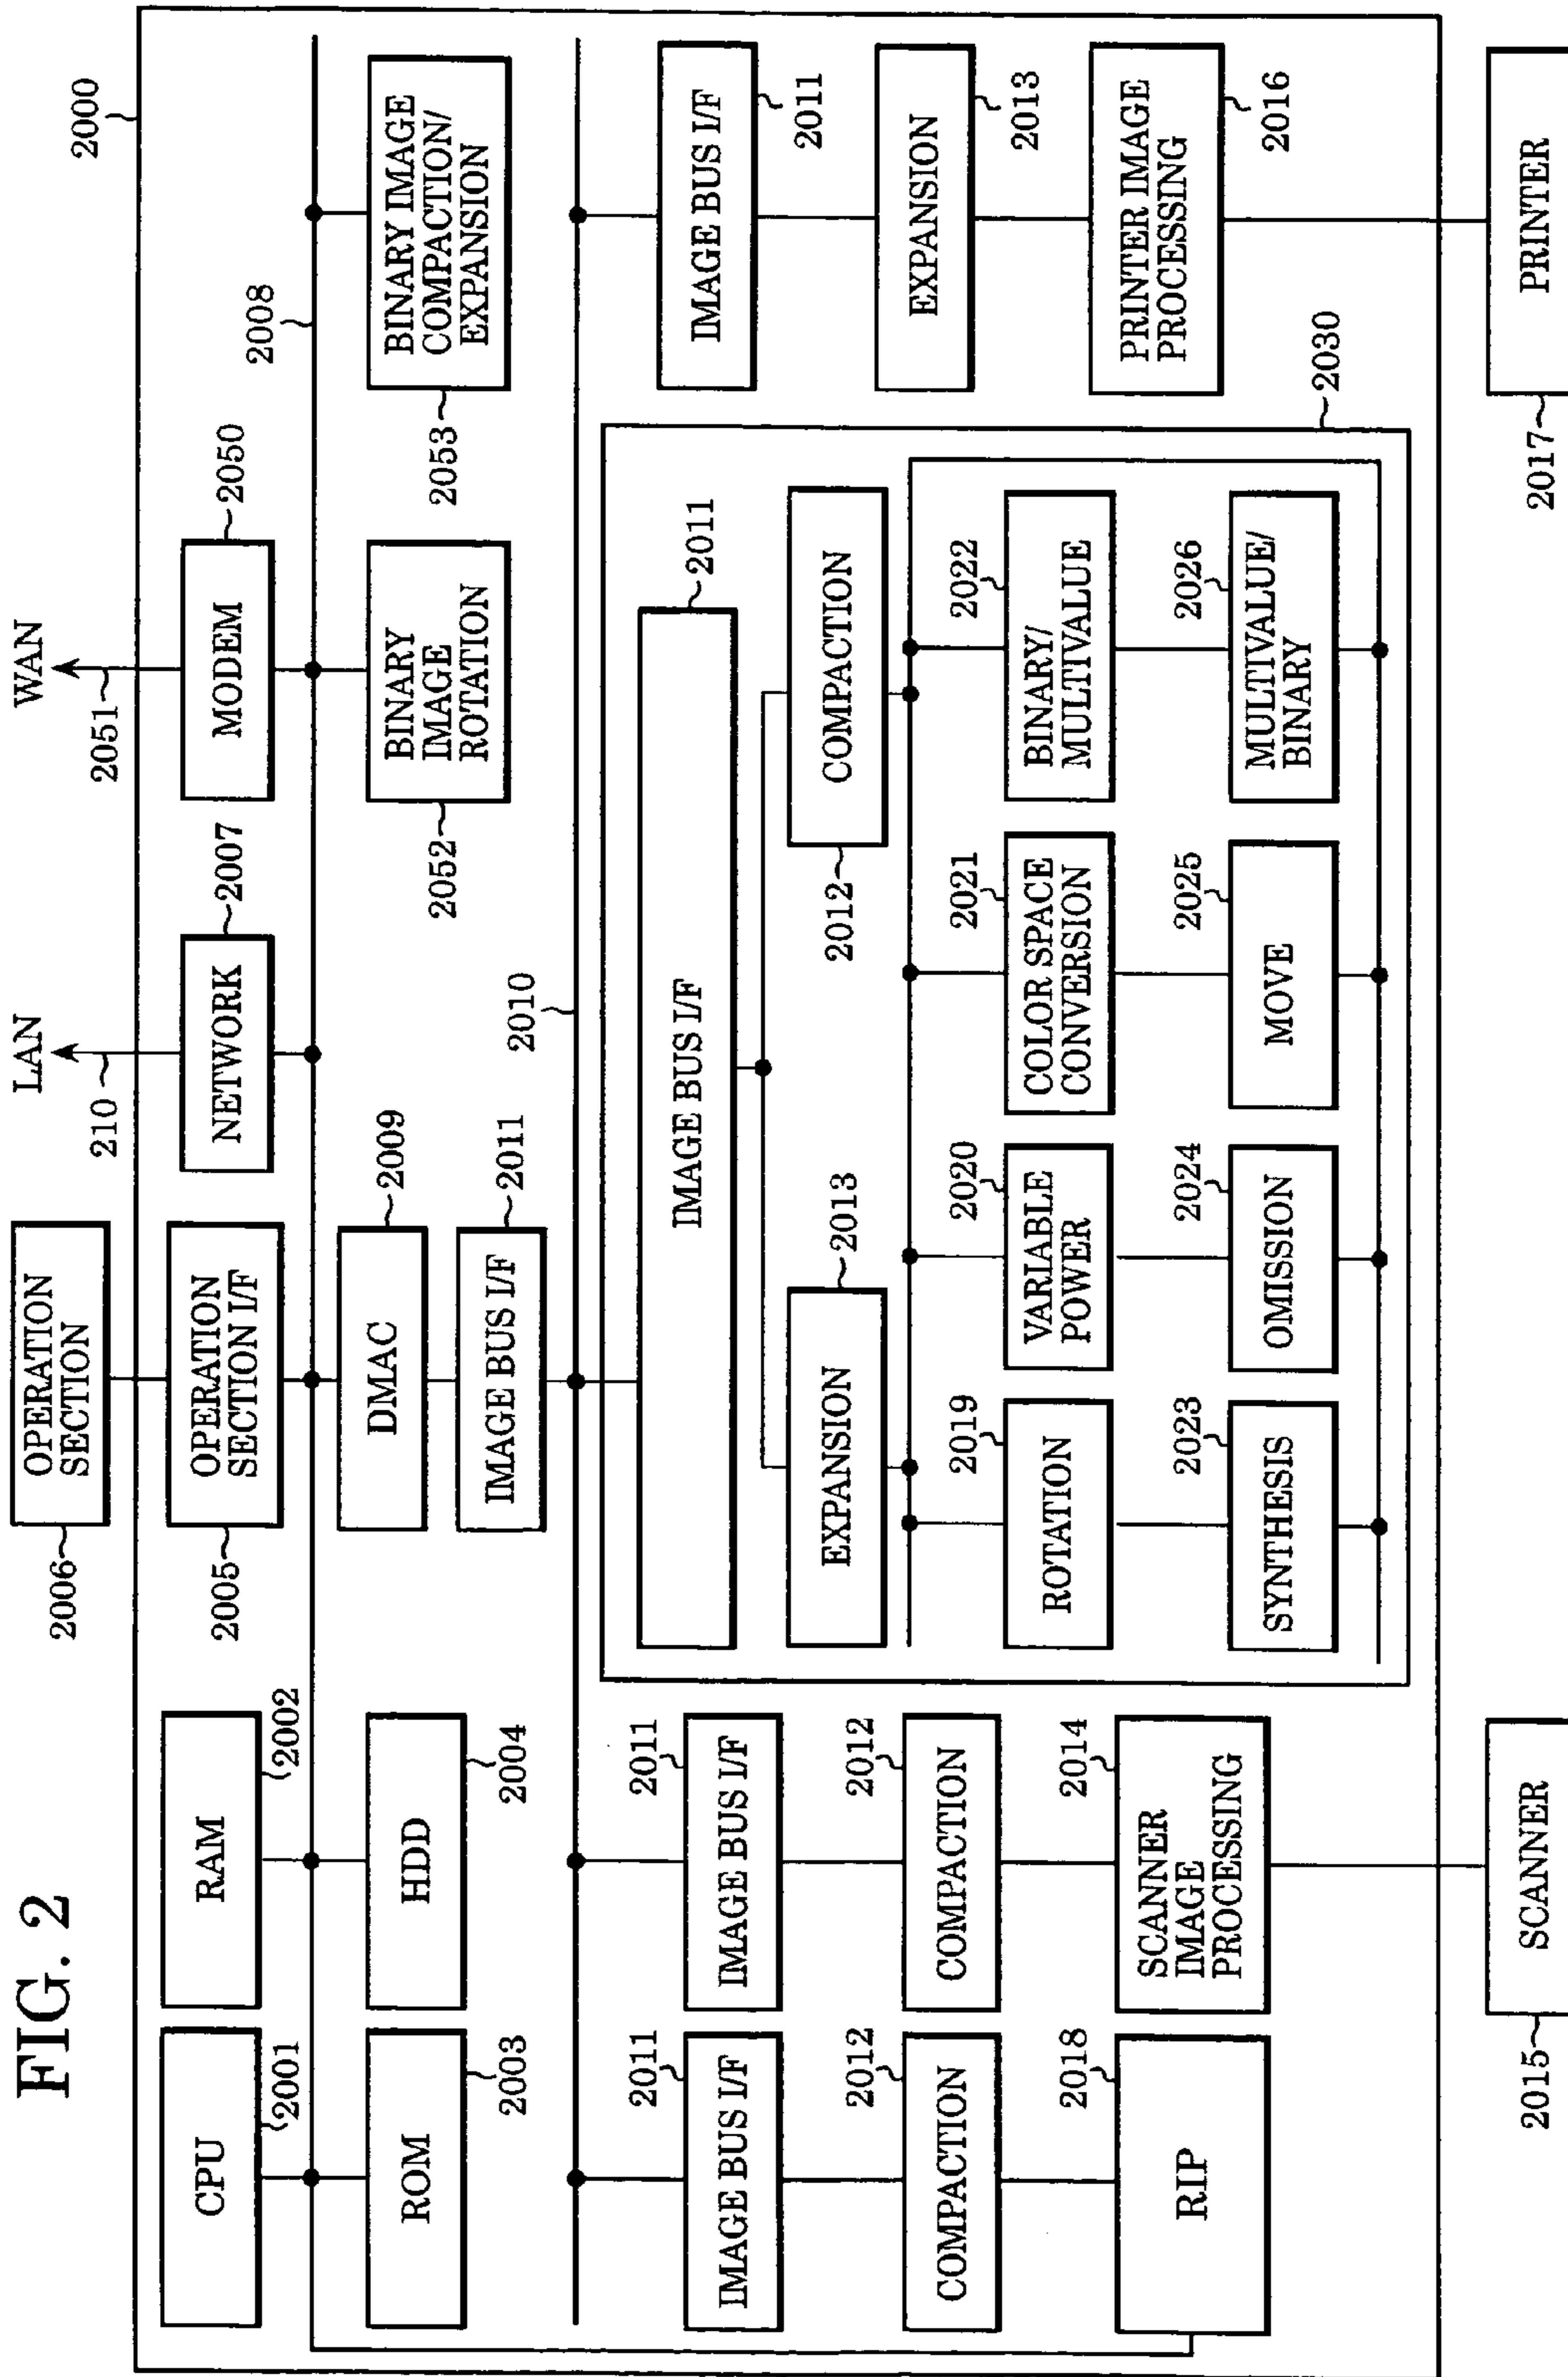 FIG. 2
2006
OPERATION
SECTION
LAN
WAN
210
2051
2000
CPU
2001
RAM
2002
2005
OPERATION
SECTION I/F
NETWORK
2007
MODEM
2050
2008
ROM
2003
HDD
2004
DMAC
2009
IMAGE BUS I/F
2011
2052
BINARY
IMAGE
ROTATION
2053
BINARY IMAGE
COMPACTION/
EXPANSION
2010
2011
IMAGE BUS I/F
2011
IMAGE BUS I/F
IMAGE BUS I/F
2011
IMAGE BUS I/F
2011
2012
COMPACTION
2012
COMPACTION
EXPANSION
2013
2012
COMPACTION
EXPANSION
2013
2018
RIP
2014
SCANNER
IMAGE
PROCESSING
2019
ROTATION
2020
VARIABLE
POWER
2021
COLOR SPACE
CONVERSION
2022
BINARY/
MULTIVALUE
PRINTER IMAGE
PROCESSING
2016
2023
SYNTHESIS
2024
OMISSION
2025
MOVE
2026
MULTIVALUE/
BINARY
2030
2015
SCANNER
2017
PRINTER